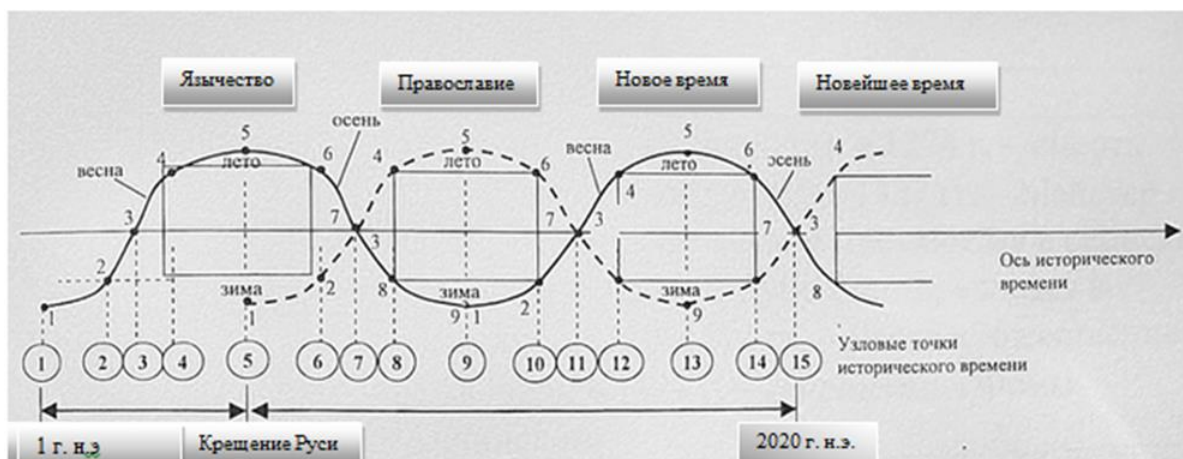 Язычество
Православие
Новое время
Новейшее время
весна
осень
весна
эсень
4 5 6 4 5 6 5 6 4
лето
лето
лето
4
3 7 3 7 3 7 3
2 2 8 2 8
зима
зима
зима
1 1 9 1 9
Ось исторического
времени
1 2 3 4 5 6 7 8 9 10 11 12 13 14 15
Узловые точки
исторического времени
1 г. н.э
Крещение Руси
2020 г. н.э.